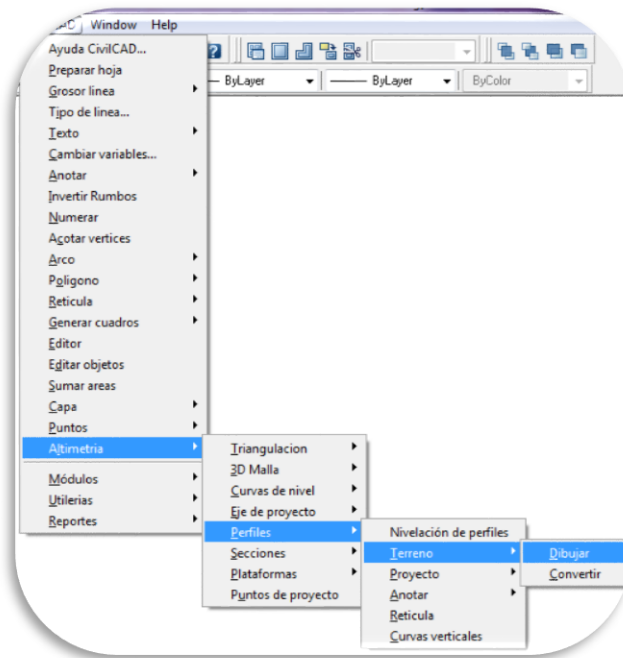 Window Help
Ayuda CivilCAD...
Preparar hoja
Grosor linea
Tipo de linea...
Texto
Cambiar variables...
Anotar
Invertir Rumbos
Numerar
Acotar vertices
Arco
Poligono
Reticula
Generar cuadros
Editor
Editar objetos
Sumar areas
Capa
Puntos
Altimetria
Módulos
Utilerias
Reportes
ByLayer
ByLayer
ByColor
Triangulacion
3D Malla
Curvas de nivel
Eje de proyecto
Perfiles
Secciones
Plataformas
Puntos de proyecto
Nivelación de perfiles
Terreno
Proyecto
Anotar
Reticula
Curvas verticales
Dibujar
Convertir